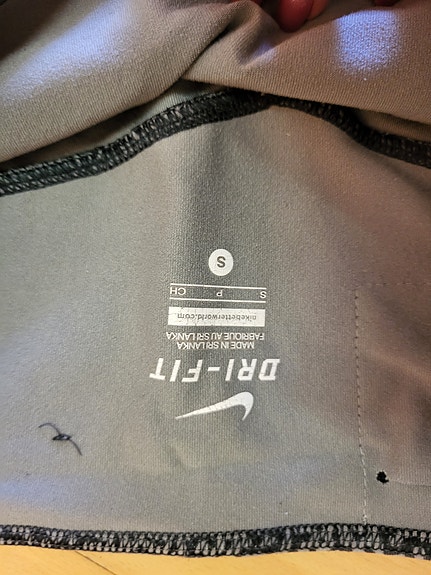 DRI-FIT
MADE IN SRI LANKA
FABRIQUE AU SRI LANKA
nikebetterworld.com
S P CH
S